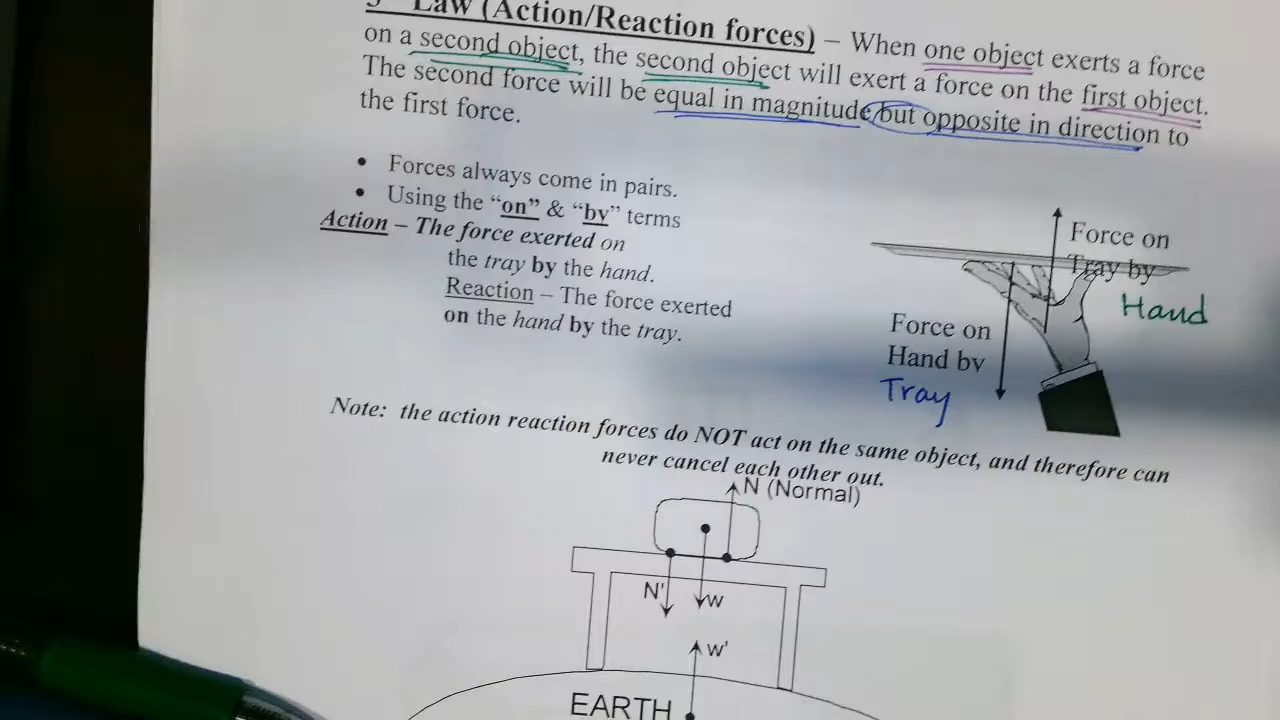 Law (Action/Reaction forces) – When one object exerts a force
on a second object, the second object will exert a force on the first object.
The second force will be equal in magnitude but opposite in direction to
the first force.
• Forces always come in pairs.
• Using the “on” & “by” terms
Action – The force exerted on
the tray by the hand.
Reaction – The force exerted
on the hand by the tray.
Force on
Tray by
Hand
Force on
Hand by
Tray
Note: the action reaction forces do NOT act on the same object, and therefore can
never cancel each other out.
N (Normal)
N'
w
w'
EARTH